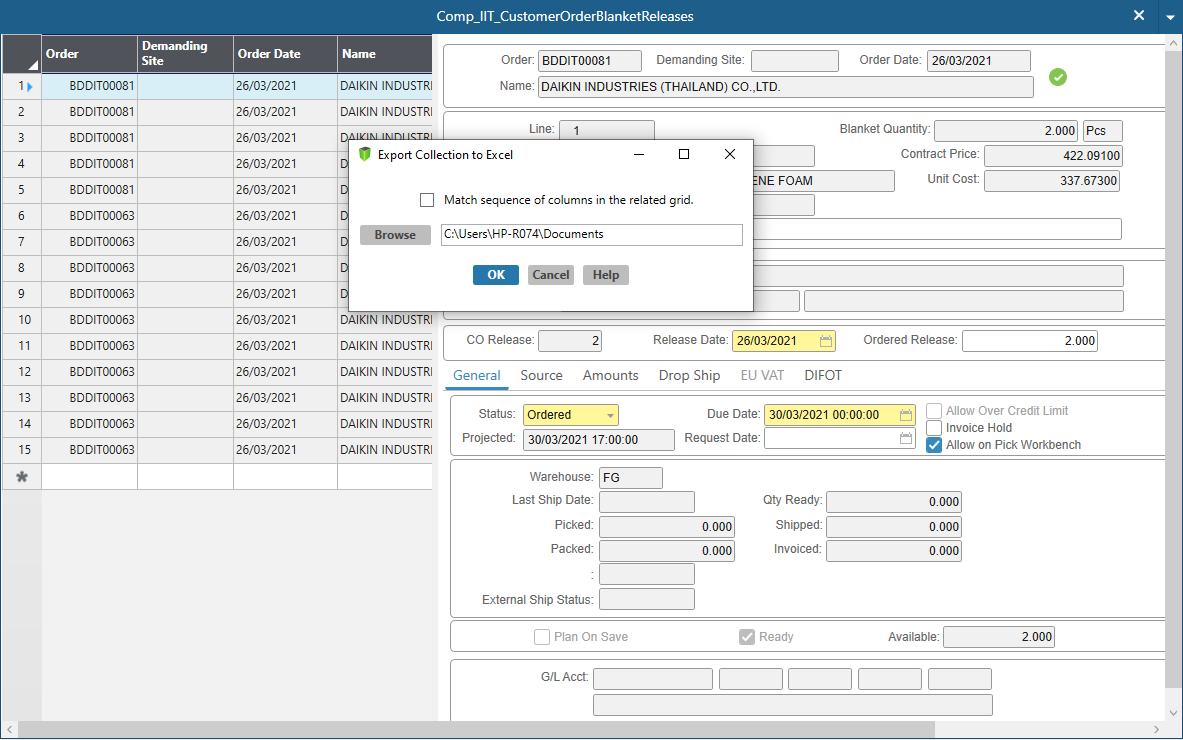 Comp_IIT_CustomerOrderBlanketReleases
Order Demanding Site Order Date Name
1 BDDIT00081 26/03/2021 DAIKIN INDUSTRI
2 BDDIT00081 26/03/2021 DAIKIN INDUSTRI
3 BDDIT00081 26/03/2021 DAIKIN INDUSTRI
4 BDDIT00081 26/03/2021 D
5 BDDIT00081 26/03/2021 D
6 BDDIT00063 26/03/2021 D
7 BDDIT00063 26/03/2021 D
8 BDDIT00063 26/03/2021 D
9 BDDIT00063 26/03/2021 D
10 BDDIT00063 26/03/2021 DAIKIN INDUSTRI
11 BDDIT00063 26/03/2021 DAIKIN INDUSTRI
12 BDDIT00063 26/03/2021 DAIKIN INDUSTRI
13 BDDIT00063 26/03/2021 DAIKIN INDUSTRI
14 BDDIT00063 26/03/2021 DAIKIN INDUSTRI
15 BDDIT00063 26/03/2021 DAIKIN INDUSTRI
Order: BDDIT00081 Demanding Site: Order Date: 26/03/2021
Name: DAIKIN INDUSTRIES (THAILAND) CO.,LTD.
Line: 1 Blanket Quantity: 2.000 Pcs
Contract Price: 422.09100
ENE FOAM Unit Cost: 337.67300
Export Collection to Excel
Match sequence of columns in the related grid.
Browse C:\Users\HP-R074\Documents
OK Cancel Help
CO Release: 2 Release Date: 26/03/2021 Ordered Release: 2.000
General Source Amounts Drop Ship EU VAT DIFOT
Status: Ordered Due Date: 30/03/2021 00:00:00 Allow Over Credit Limit
Invoice Hold
Projected: 30/03/2021 17:00:00 Request Date: Allow on Pick Workbench
Warehouse: FG
Last Ship Date: Qty Ready: 0.000
Picked: 0.000 Shipped: 0.000
Packed: 0.000 Invoiced: 0.000
:
External Ship Status:
Plan On Save Ready Available: 2.000
G/L Acct: